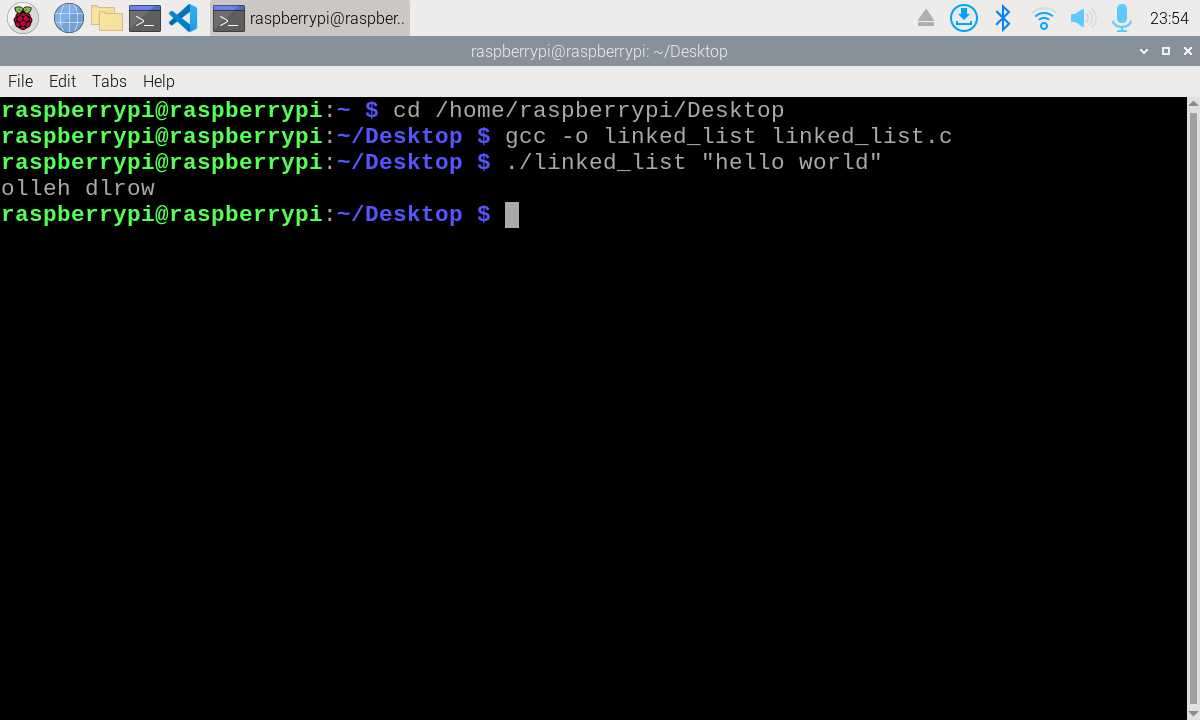 raspberrypi@raspber.. 23:54
raspberrypi@raspberrypi: ~/Desktop
File Edit Tabs Help
raspberrypi@raspberrypi:~ $ cd /home/raspberrypi/Desktop
raspberrypi@raspberrypi:~/Desktop $ gcc -o linked_list linked_list.c
raspberrypi@raspberrypi:~/Desktop $ ./linked_list "hello world"
olleh dlrow
raspberrypi@raspberrypi:~/Desktop $